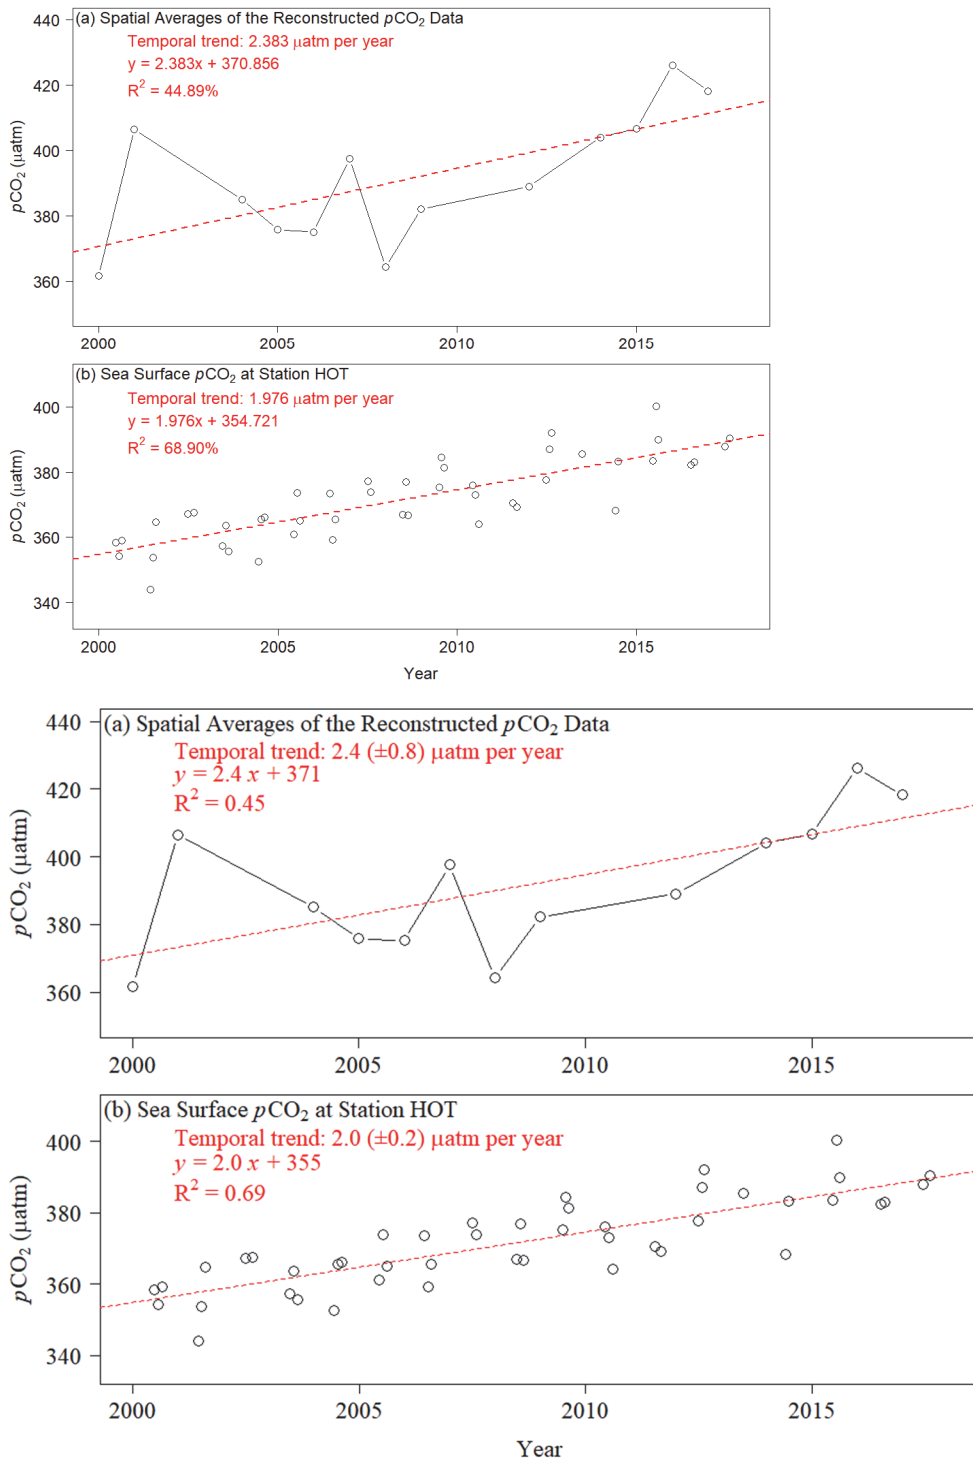 (a) Spatial Averages of the Reconstructed pCO₂ Data
Temporal trend: 2.383 µatm per year
y = 2.383x + 370.856
R² = 44.89%
440
420
400
380
360
pCO₂ (µatm)
2000 2005 2010 2015
(b) Sea Surface pCO₂ at Station HOT
Temporal trend: 1.976 µatm per year
y = 1.976x + 354.721
R² = 68.90%
400
380
360
340
pCO₂ (µatm)
2000 2005 2010 2015
Year
(a) Spatial Averages of the Reconstructed pCO₂ Data
Temporal trend: 2.4 (±0.8) µatm per year
y = 2.4 x + 371
R² = 0.45
440
420
400
380
360
pCO₂ (µatm)
2000 2005 2010 2015
(b) Sea Surface pCO₂ at Station HOT
Temporal trend: 2.0 (±0.2) µatm per year
y = 2.0 x + 355
R² = 0.69
400
380
360
340
pCO₂ (µatm)
2000 2005 2010 2015
Year